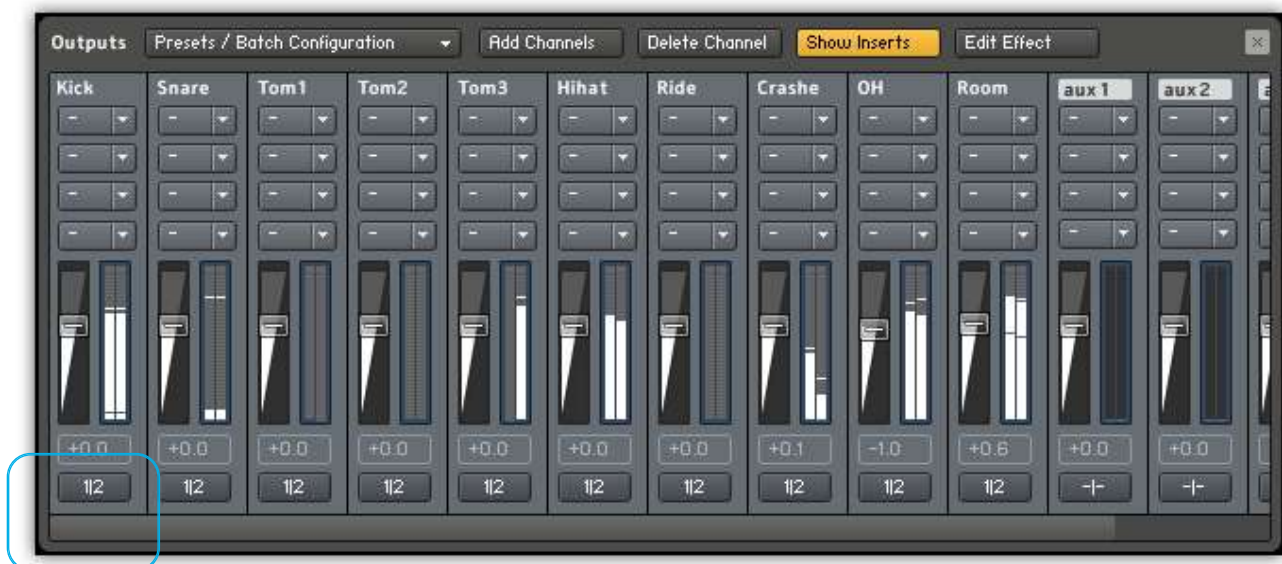 Outputs Presets / Batch Configuration Add Channels Delete Channel Show Inserts Edit Effect ×
Kick Snare Tom1 Tom2 Tom3 Hihat Ride Crashe OH Room aux 1 aux 2
- - - - - - - - - - - -
- - - - - - - - - - - -
- - - - - - - - - - - -
- - - - - - - - - - - -
+0.0 +0.0 +0.0 +0.0 +0.0 +0.0 +0.0 +0.1 -1.0 +0.6 +0.0 +0.0
1|2 1|2 1|2 1|2 1|2 1|2 1|2 1|2 1|2 1|2 -|- -|-